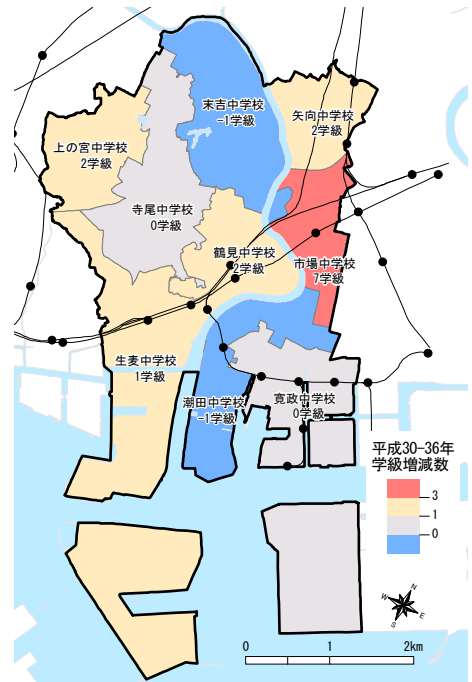 末吉中学校
-1学級
矢向中学校
2学級
上の宮中学校
2学級
寺尾中学校
0学級
鶴見中学校
2学級
市場中学校
7学級
生麦中学校
1学級
潮田中学校
-1学級
寛政中学校
0学級
平成30-36年
学級増減数
3
1
0
N
W
E
S
0
1
2km